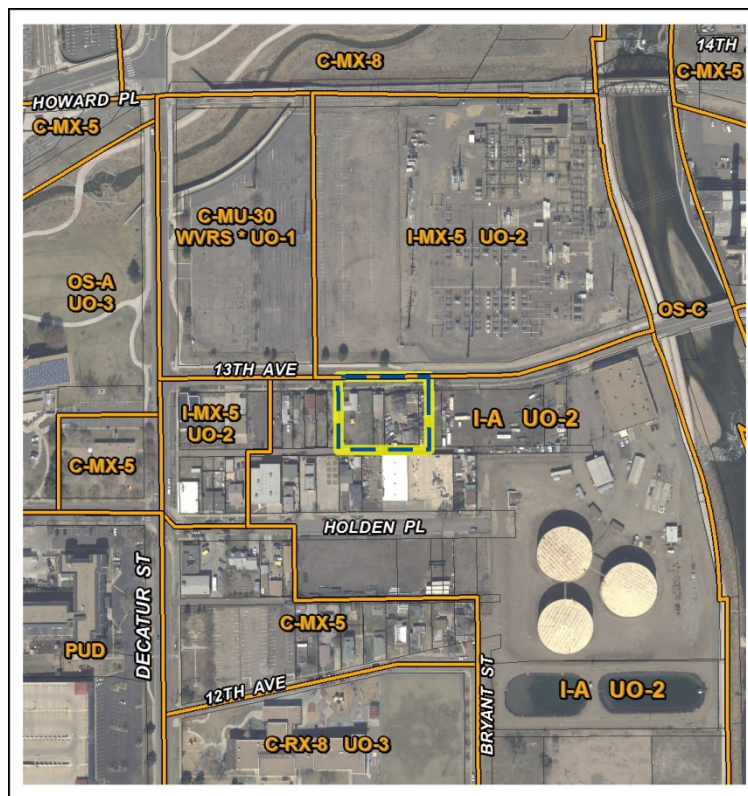 14TH
C-MX-8
C-MX-5
HOWARD PL
C-MX-5
C-MU-30
WVRS * UO-1
I-MX-5 UO-2
OS-A
UO-3
OS-C
13TH AVE
I-MX-5
UO-2
I-A UO-2
C-MX-5
HOLDEN PL
DECATUR ST
C-MX-5
PUD
12TH AVE
BRYANT ST
I-A UO-2
C-RX-8 UO-3